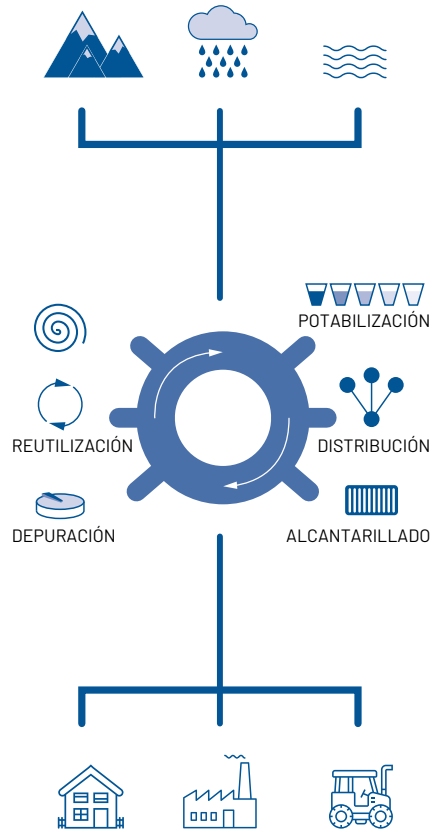 POTABILIZACIÓN
REUTILIZACIÓN
DISTRIBUCIÓN
DEPURACIÓN
ALCANTARILLADO